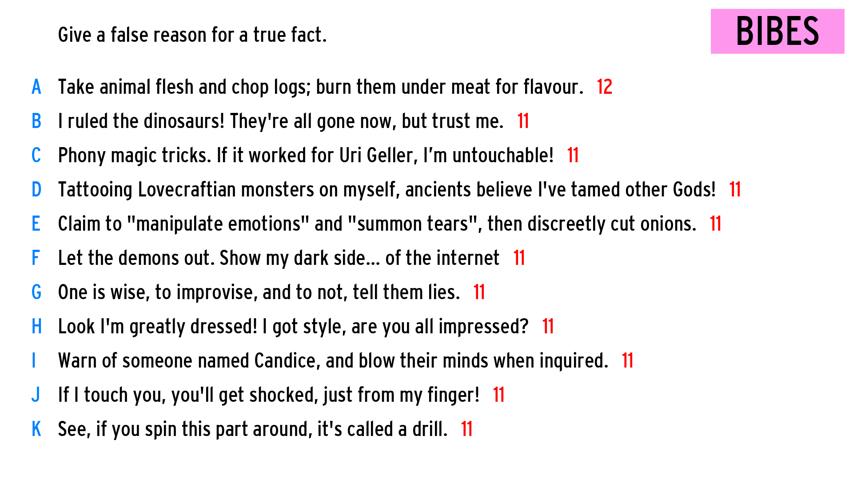 Give a false reason for a true fact.
BIBES
A Take animal flesh and chop logs; burn them under meat for flavour. 12
B I ruled the dinosaurs! They're all gone now, but trust me. 11
C Phony magic tricks. If it worked for Uri Geller, I'm untouchable! 11
D Tattooing Lovecraftian monsters on myself, ancients believe I've tamed other Gods! 11
E Claim to "manipulate emotions" and "summon tears", then discreetly cut onions. 11
F Let the demons out. Show my dark side... of the internet 11
G One is wise, to improvise, and to not, tell them lies. 11
H Look I'm greatly dressed! I got style, are you all impressed? 11
I Warn of someone named Candice, and blow their minds when inquired. 11
J If I touch you, you'll get shocked, just from my finger! 11
K See, if you spin this part around, it's called a drill. 11